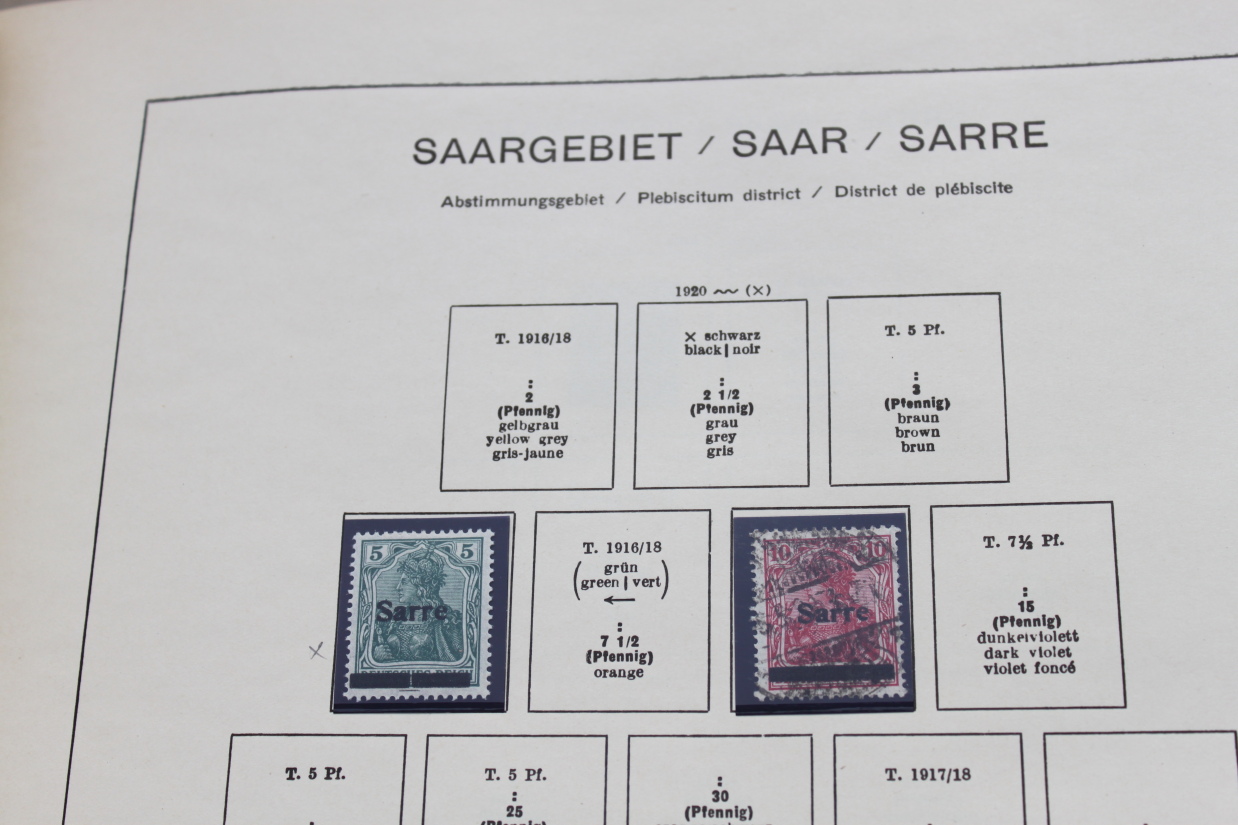 SAARGEBIET / SAAR / SARRE
Abstimmungsgebiet / Plebiscitum district / District de plébiscite
1920 ~~ (×)
T. 1916/18
:
2
(Pfennig)
gelbgrau
yellow grey
gris-jaune
× schwarz
black | noir
:
2 1/2
(Pfennig)
grau
grey
gris
T. 5 Pf.
:
3
(Pfennig)
braun
brown
brun
5 5
Sarre
DEUTSCHES REICH
×
T. 1916/18
(grün
green | vert)
←
:
7 1/2
(Pfennig)
orange
10 10
Sarre
T. 7½ Pf.
:
15
(Pfennig)
dunkelviolett
dark violet
violet foncé
T. 5 Pf.
T. 5 Pf.
:
25
(Pfennig)
:
30
(Pfennig)
T. 1917/18